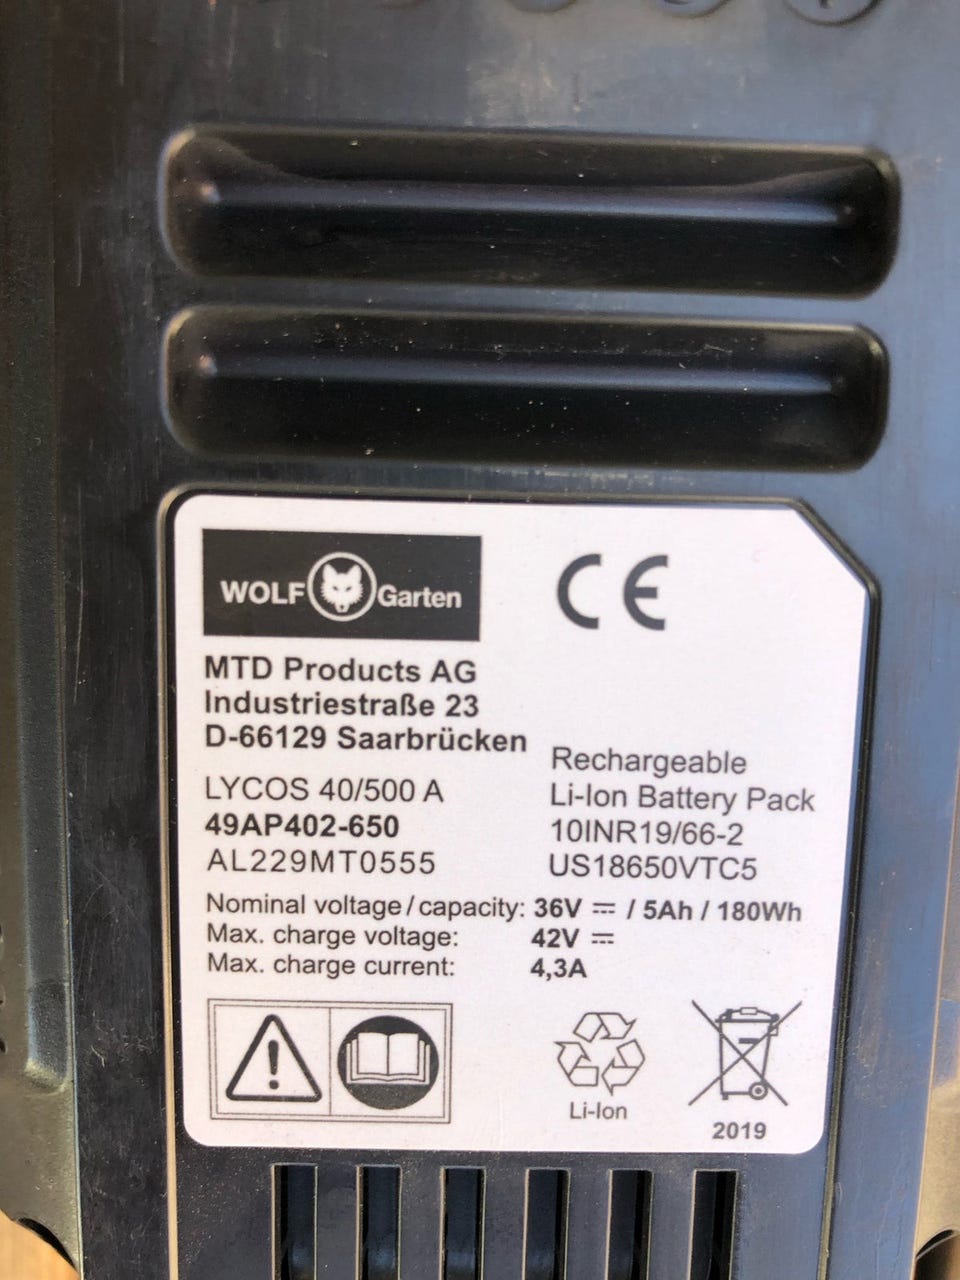 WOLF Garten
CE
MTD Products AG
Industriestraße 23
D-66129 Saarbrücken
LYCOS 40/500 A
49AP402-650
AL229MT0555
Rechargeable
Li-Ion Battery Pack
10INR19/66-2
US18650VTC5
Nominal voltage/capacity: 36V ⎓ / 5Ah / 180Wh
Max. charge voltage: 42V ⎓
Max. charge current: 4,3A
Li-Ion
2019